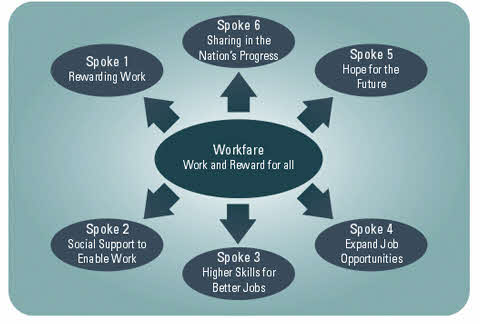 Spoke 6
Sharing in the
Nation's Progress
Spoke 1
Rewarding Work
Spoke 5
Hope for the
Future
Workfare
Work and Reward for all
Spoke 2
Social Support to
Enable Work
Spoke 3
Higher Skills for
Better Jobs
Spoke 4
Expand Job
Opportunities